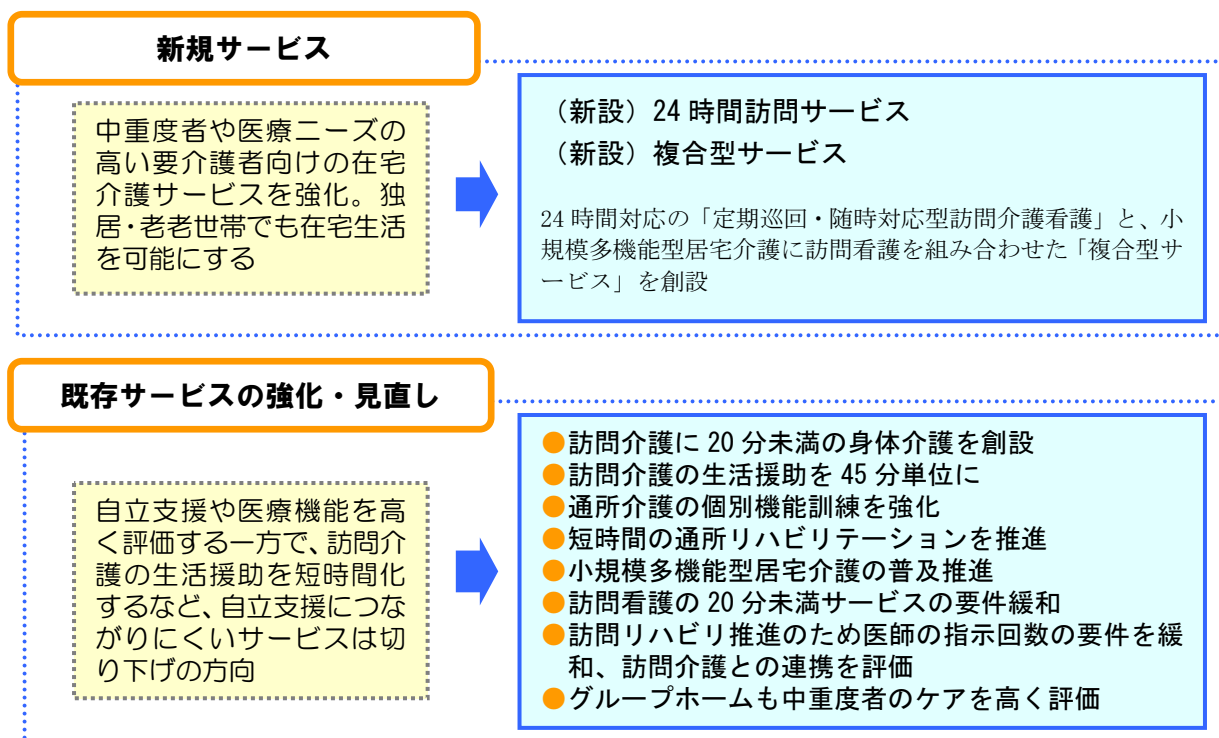 新規サービス
中重度者や医療ニーズの
高い要介護者向けの在宅
介護サービスを強化。独
居・老老世帯でも在宅生活
を可能にする
（新設）24 時間訪問サービス
（新設）複合型サービス
24 時間対応の「定期巡回・随時対応型訪問介護看護」と、小
規模多機能型居宅介護に訪問看護を組み合わせた「複合型サ
ービス」を創設
既存サービスの強化・見直し
自立支援や医療機能を高
く評価する一方で、訪問介
護の生活援助を短時間化
するなど、自立支援につな
がりにくいサービスは切
り下げの方向
●訪問介護に 20 分未満の身体介護を創設
●訪問介護の生活援助を 45 分単位に
●通所介護の個別機能訓練を強化
●短時間の通所リハビリテーションを推進
●小規模多機能型居宅介護の普及推進
●訪問看護の 20 分未満サービスの要件緩和
●訪問リハビリ推進のため医師の指示回数の要件を緩
和、訪問介護との連携を評価
●グループホームも中重度者のケアを高く評価